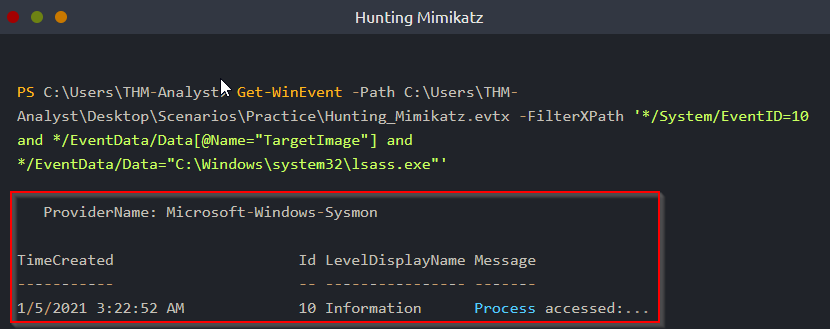 Hunting Mimikatz
PS C:\Users\THM-Analyst> Get-WinEvent -Path C:\Users\THM-
Analyst\Desktop\Scenarios\Practice\Hunting_Mimikatz.evtx -FilterXPath '*/System/EventID=10
and */EventData/Data[@Name="TargetImage"] and
*/EventData/Data="C:\Windows\system32\lsass.exe"'
ProviderName: Microsoft-Windows-Sysmon
TimeCreated Id LevelDisplayName Message
----------- -- ---------------- -------
1/5/2021 3:22:52 AM 10 Information Process accessed:...